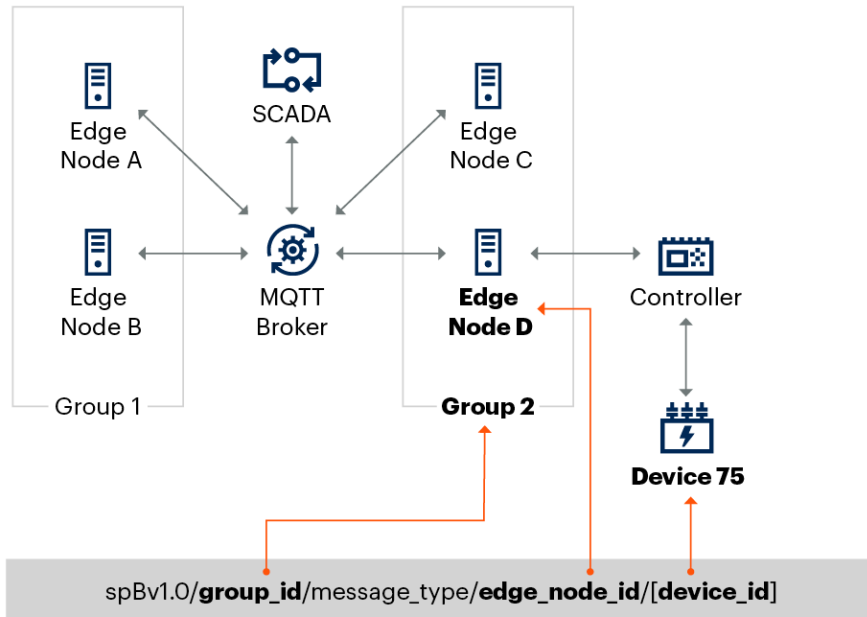 SCADA
Edge
Node A
Edge
Node C
Edge
Node B
MQTT
Broker
Edge
Node D
Controller
Group 1
Group 2
Device 75
spBv1.0/group_id/message_type/edge_node_id/[device_id]